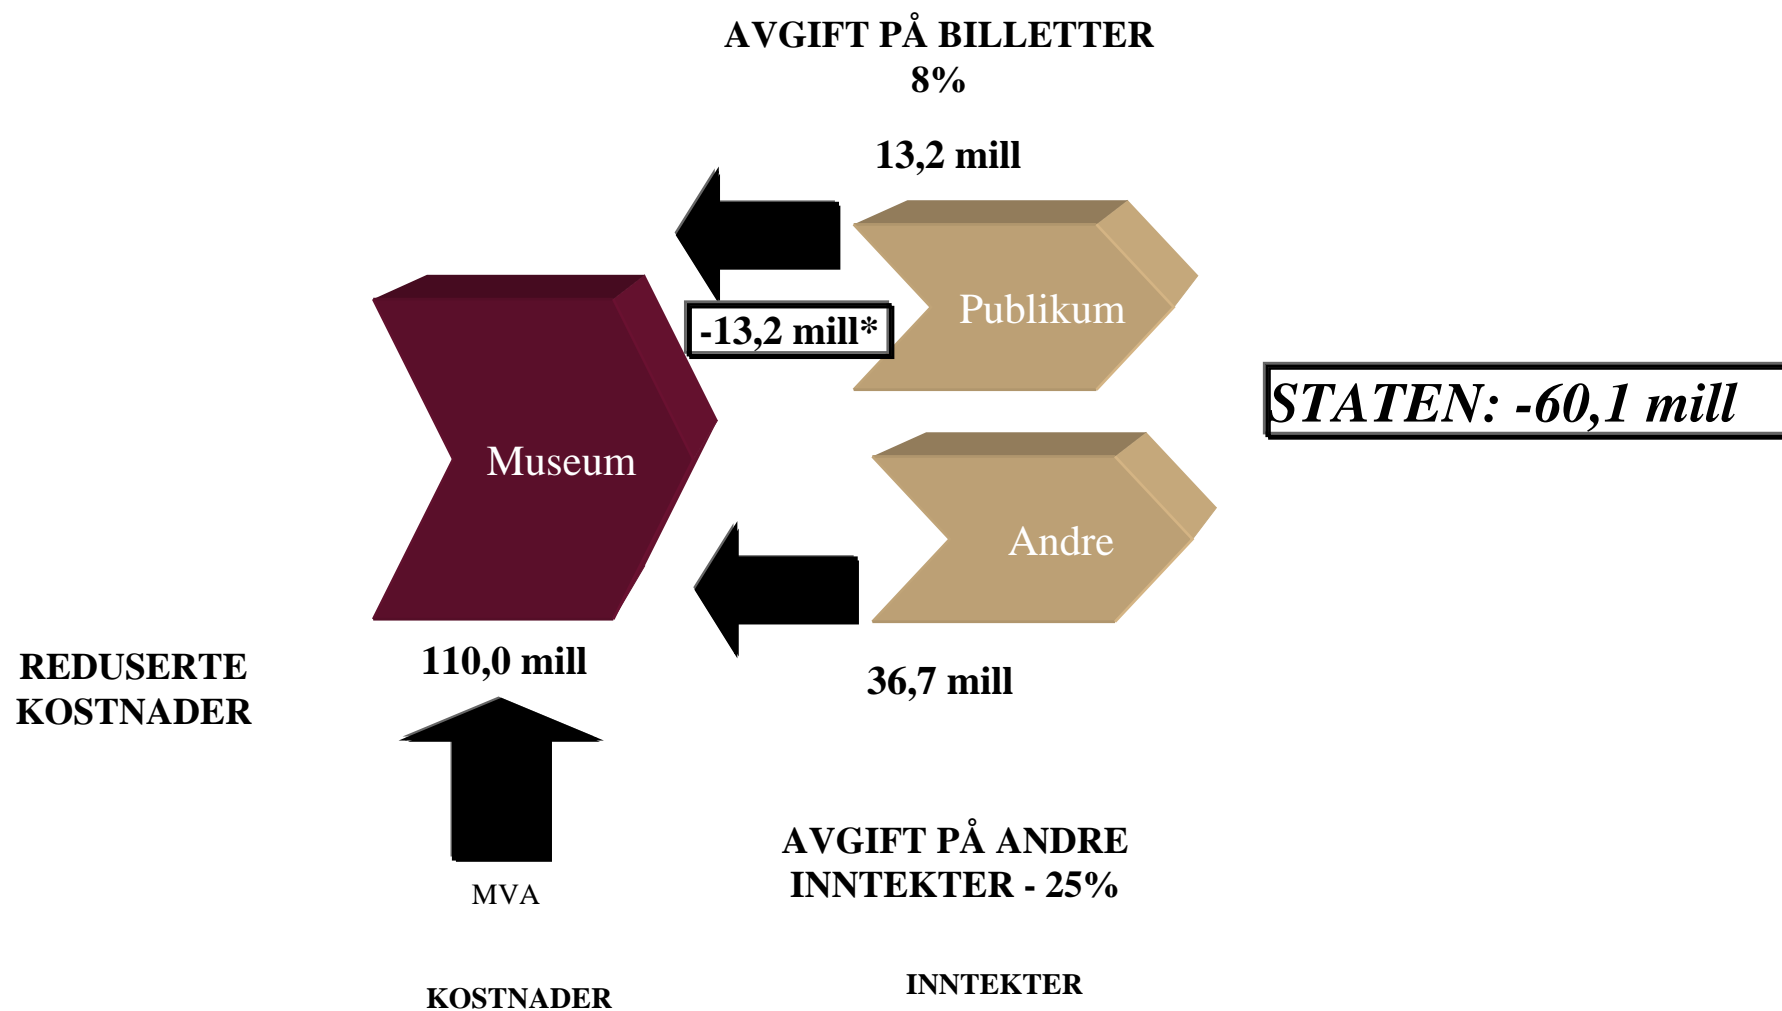 AVGIFT PÅ BILLETTER
8%
13,2 mill
-13,2 mill*
Publikum
STATEN: -60,1 mill
Museum
Andre
REDUSERTE
KOSTNADER
110,0 mill
36,7 mill
MVA
AVGIFT PÅ ANDRE
INNTEKTER - 25%
KOSTNADER
INNTEKTER